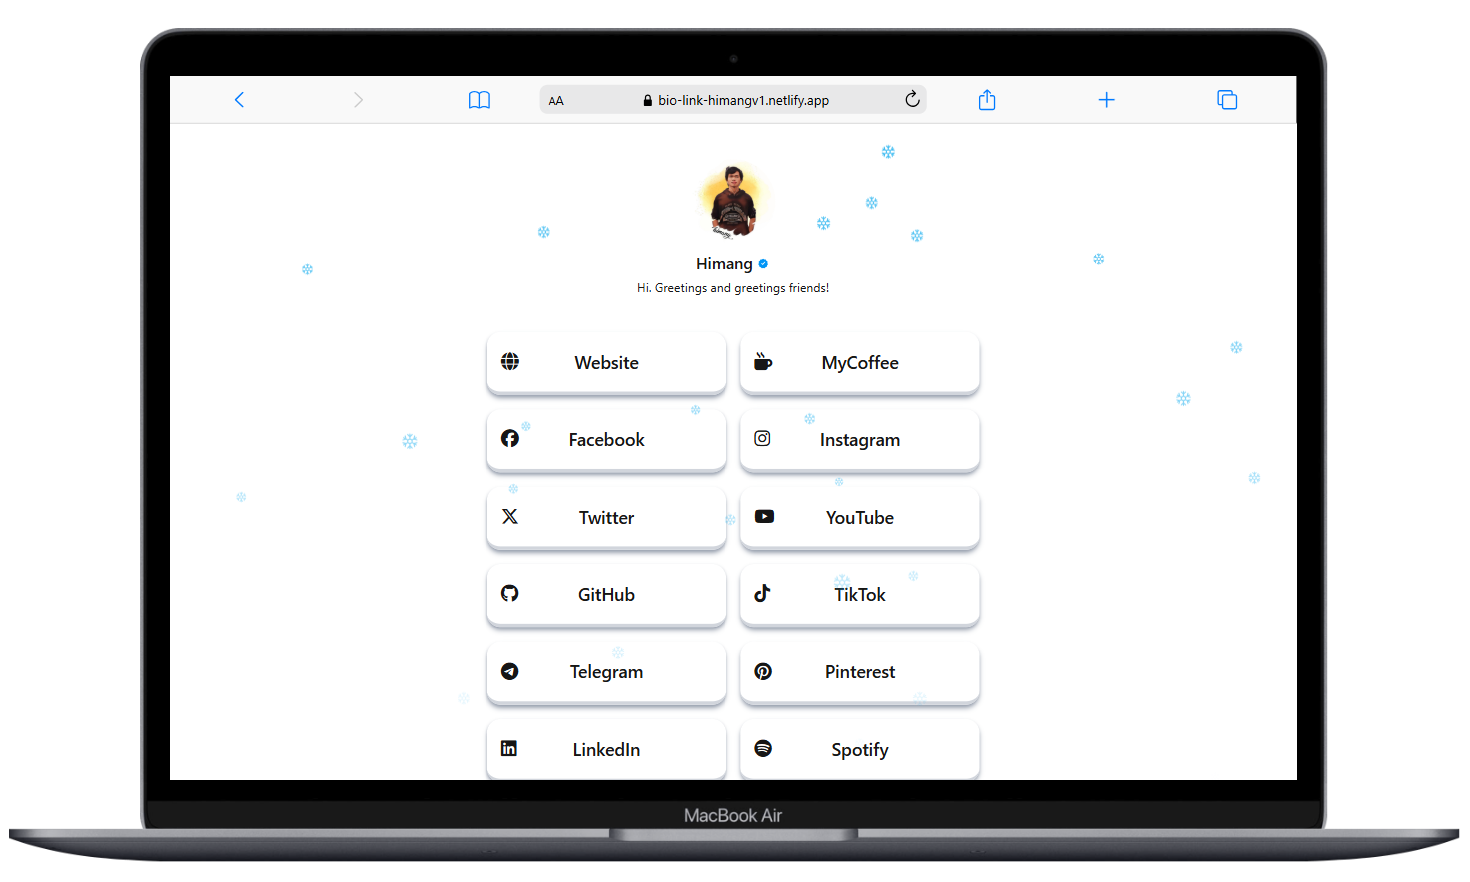 AA
bio-link-himangv1.netlify.app
Himang
Hi. Greetings and greetings friends!
Website
MyCoffee
Facebook
Instagram
Twitter
YouTube
GitHub
TikTok
Telegram
Pinterest
LinkedIn
Spotify
MacBook Air